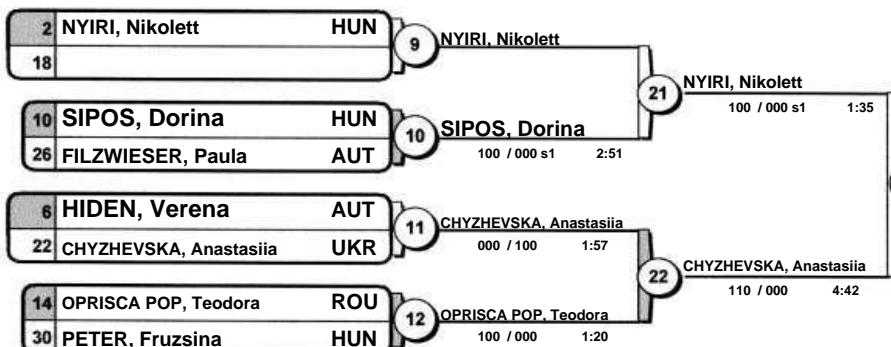 2 NYIRI, Nikolett HUN
18
9
NYIRI, Nikolett
10 SIPOS, Dorina HUN
26 FILZWIESER, Paula AUT
10
SIPOS, Dorina
100 / 000 s1 2:51
21
NYIRI, Nikolett
100 / 000 s1 1:35
6 HIDEN, Verena AUT
22 CHYZHEVSKA, Anastasiia UKR
11
CHYZHEVSKA, Anastasiia
000 / 100 1:57
14 OPRISCA POP, Teodora ROU
30 PETER, Fruzsina HUN
12
OPRISCA POP, Teodora
100 / 000 1:20
22
CHYZHEVSKA, Anastasiia
110 / 000 4:42